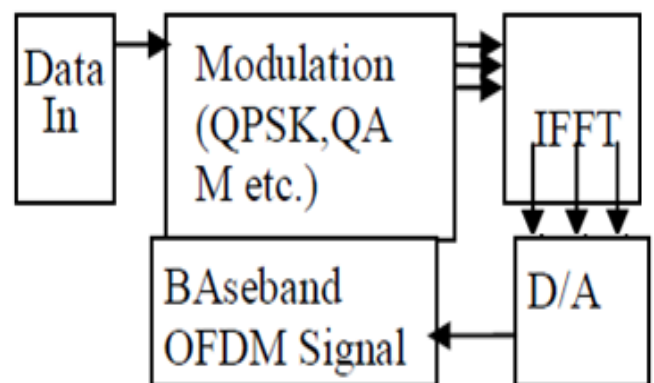 Data
In
Modulation
(QPSK,QA
M etc.)
IFFT
D/A
BAseband
OFDM Signal